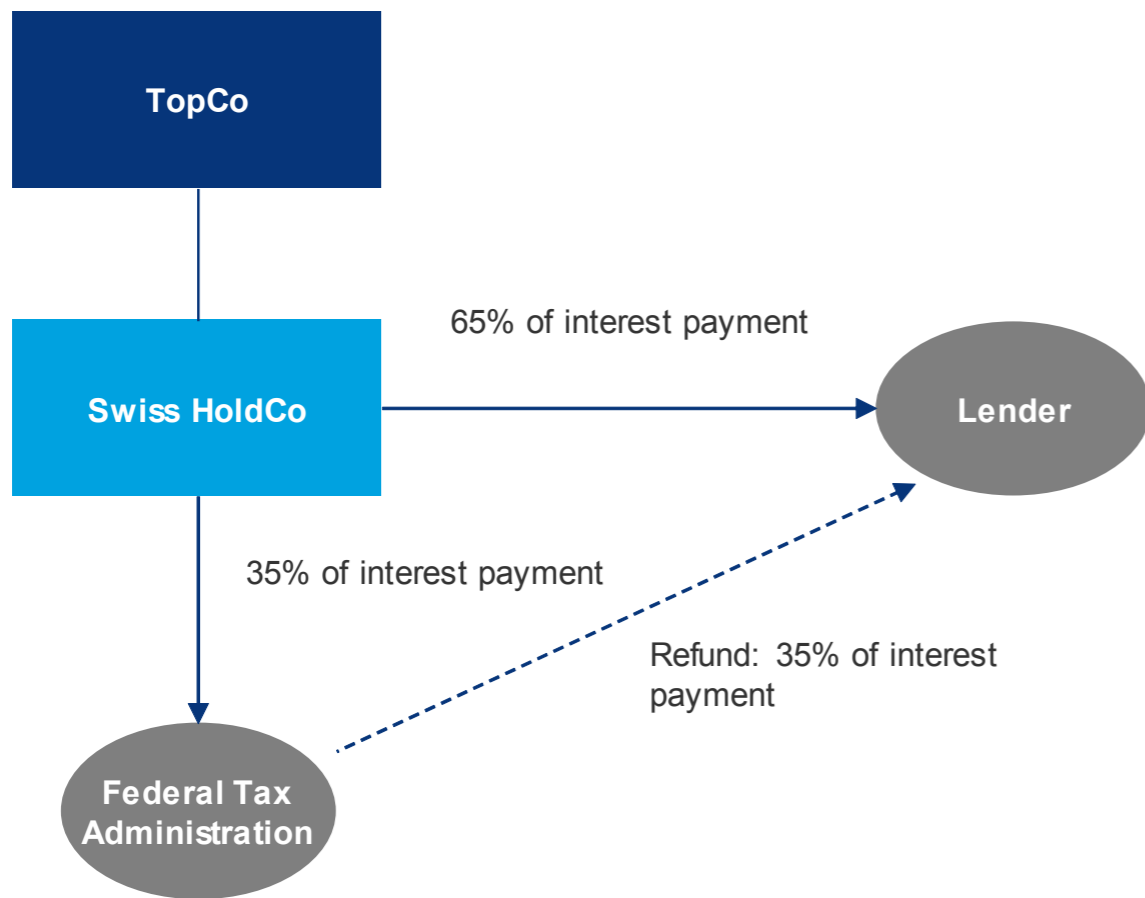 TopCo
65% of interest payment
Swiss HoldCo
Lender
35% of interest payment
Refund: 35% of interest
payment
Federal Tax
Administration